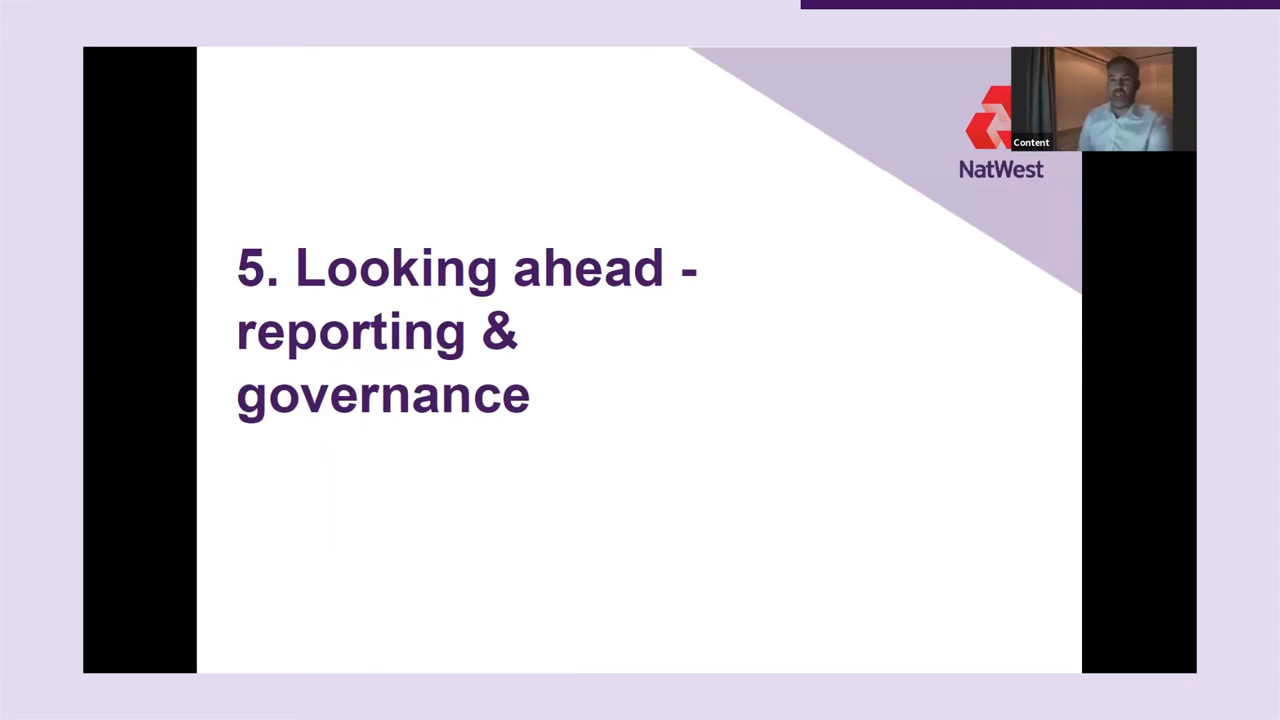 Content
NatWest
5. Looking ahead -
reporting &
governance